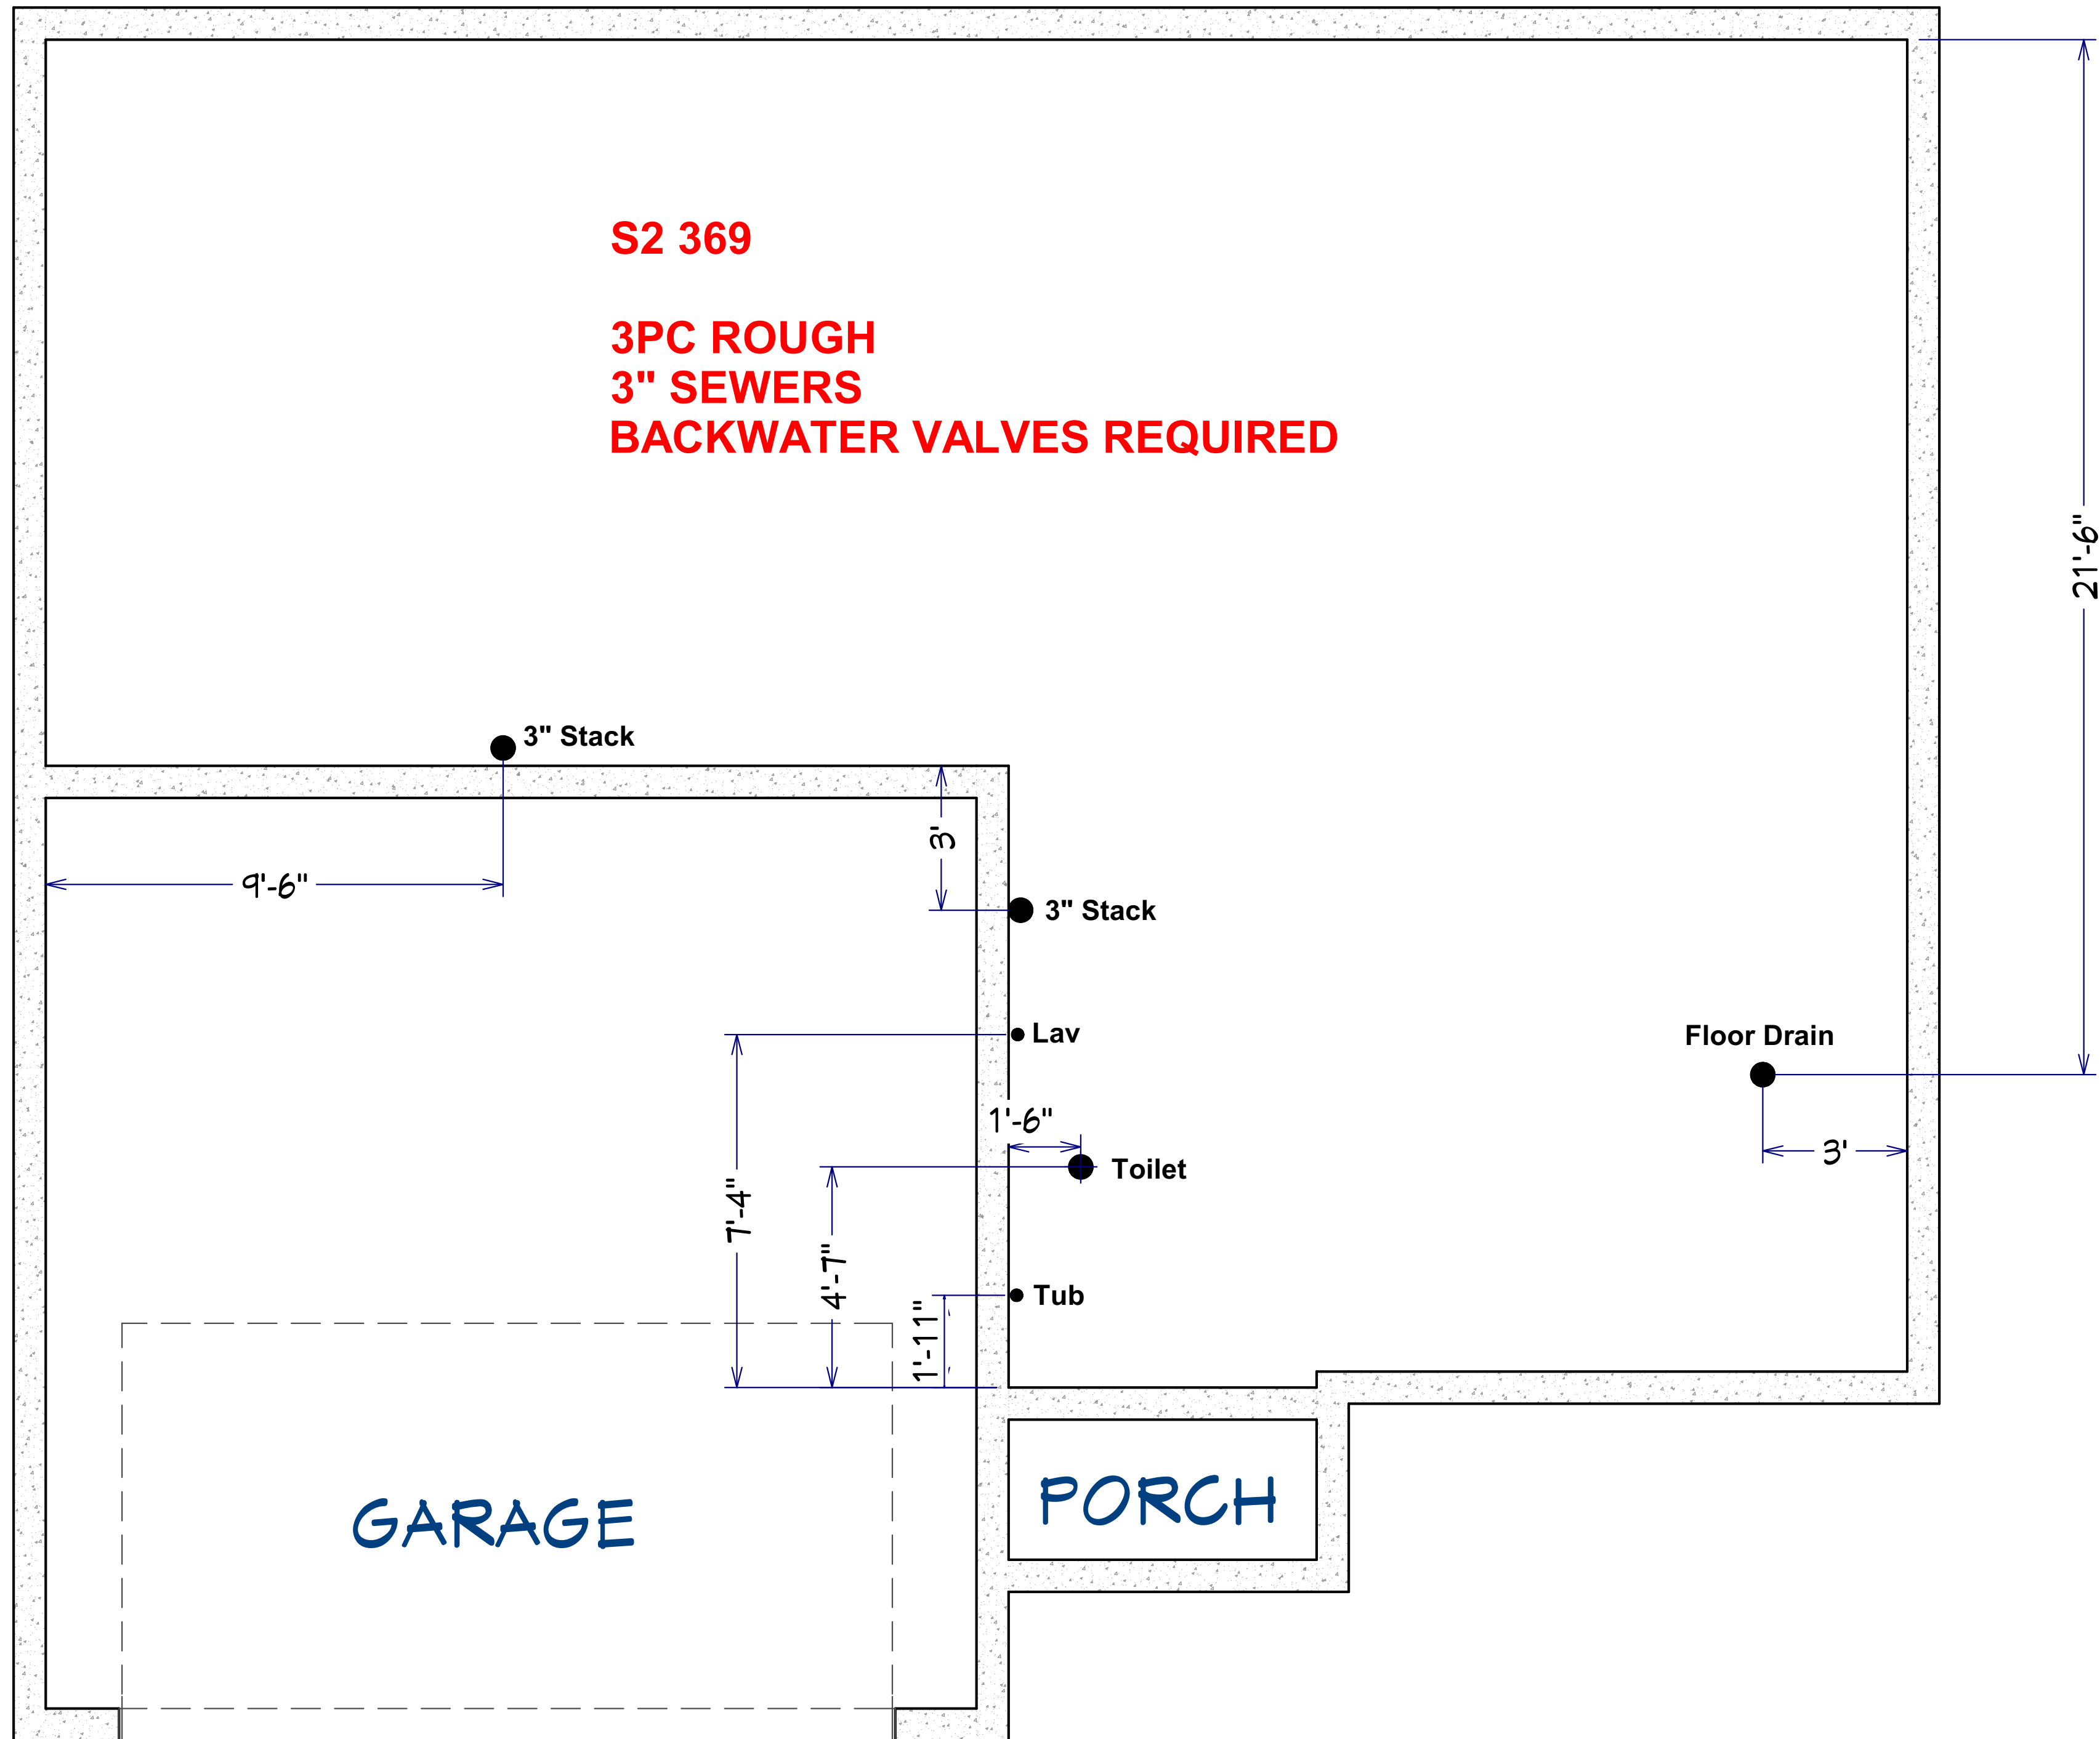 S2 369
3PC ROUGH
3" SEWERS
BACKWATER VALVES REQUIRED
21'-6"
3" Stack
3'
9'-6"
3" Stack
Lav
Floor Drain
1'-6"
3'
Toilet
7'-4"
4'-7"
Tub
1'-11"
PORCH
GARAGE